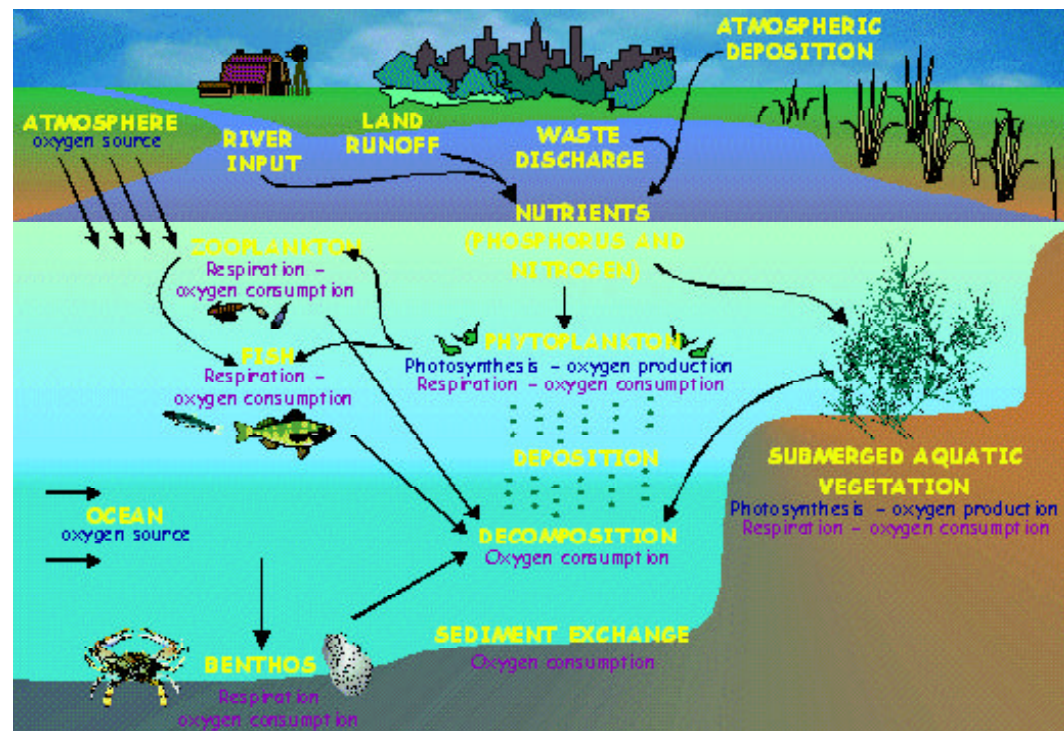 ATMOSPHERIC
DEPOSITION
ATMOSPHERE
oxygen source
RIVER
INPUT
LAND
RUNOFF
WASTE
DISCHARGE
NUTRIENTS
(PHOSPHORUS AND
NITROGEN)
ZOOPLANKTON
Respiration -
oxygen consumption
FISH
Respiration -
oxygen consumption
PHYTOPLANKTON
Photosynthesis - oxygen production
Respiration - oxygen consumption
DEPOSITION
SUBMERGED AQUATIC
VEGETATION
Photosynthesis - oxygen production
Respiration - oxygen consumption
OCEAN
oxygen source
DECOMPOSITION
Oxygen consumption
SEDIMENT EXCHANGE
Oxygen consumption
BENTHOS
Respiration
oxygen consumption